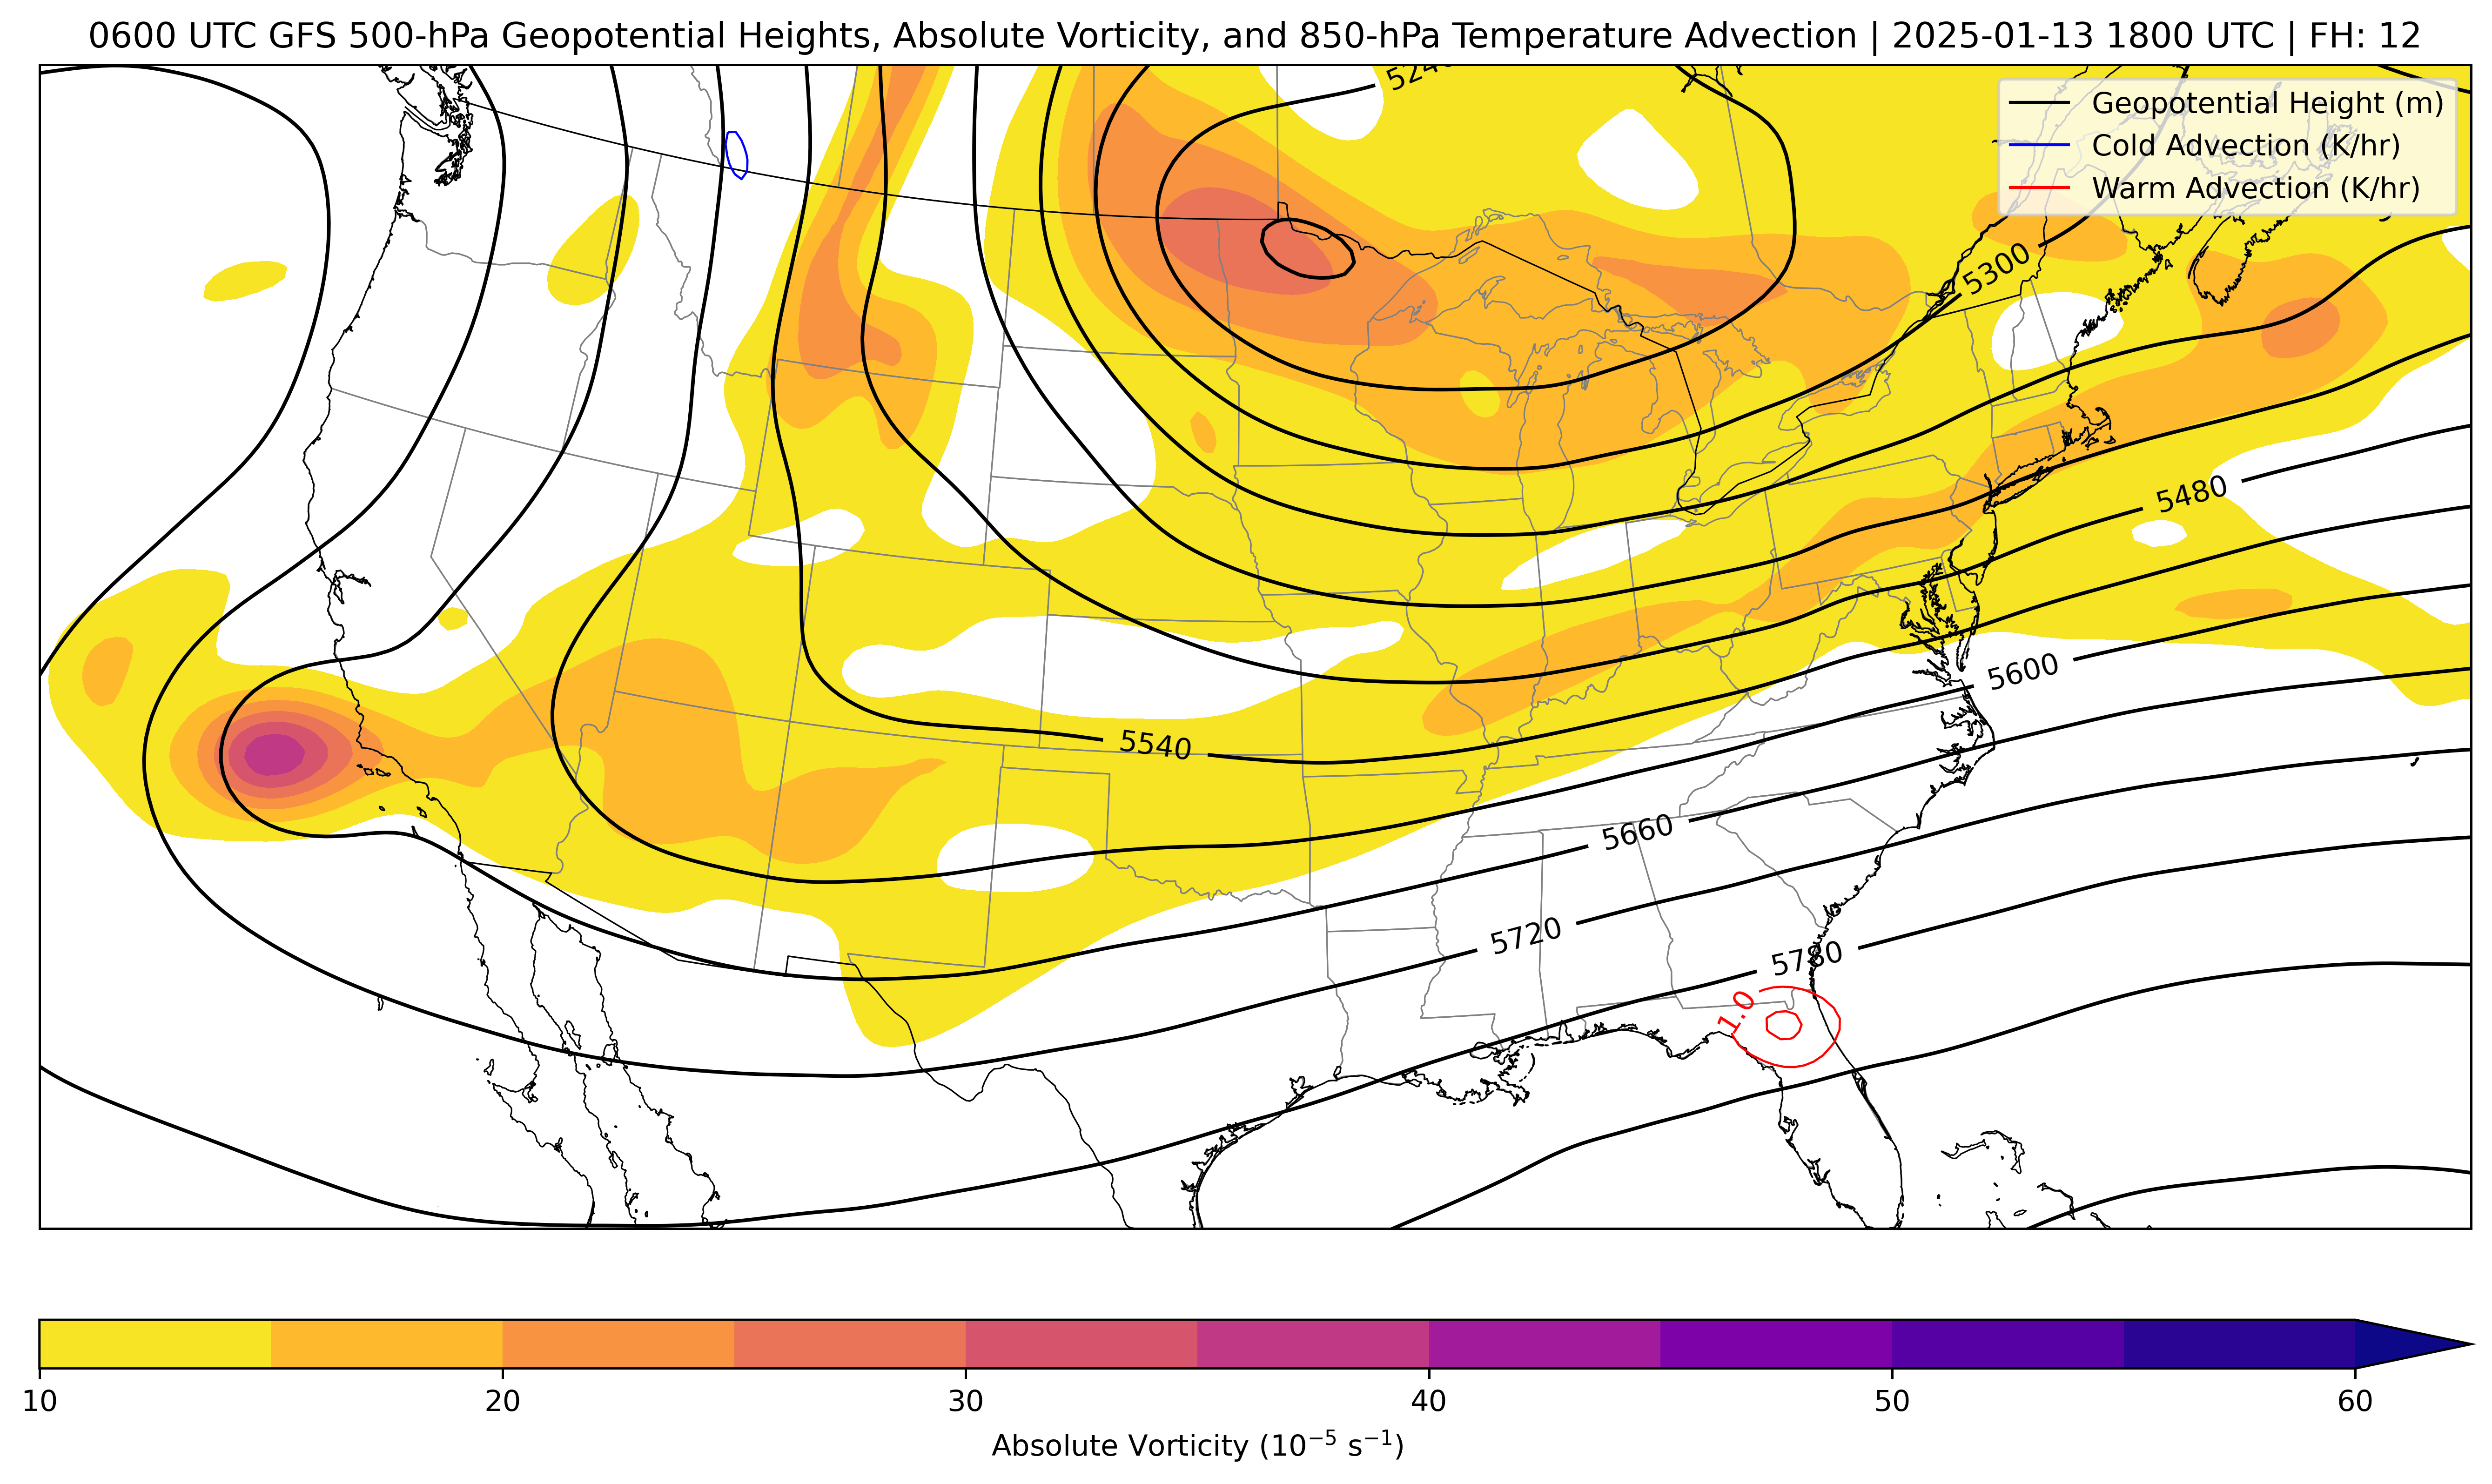 0600 UTC GFS 500-hPa Geopotential Heights, Absolute Vorticity, and 850-hPa Temperature Advection | 2025-01-13 1800 UTC | FH: 12
Geopotential Height (m)
Cold Advection (K/hr)
Warm Advection (K/hr)
5240
5300
5480
5540
5600
5660
5720
5780
1.0
10 20 30 40 50 60
Absolute Vorticity (10⁻⁵ s⁻¹)